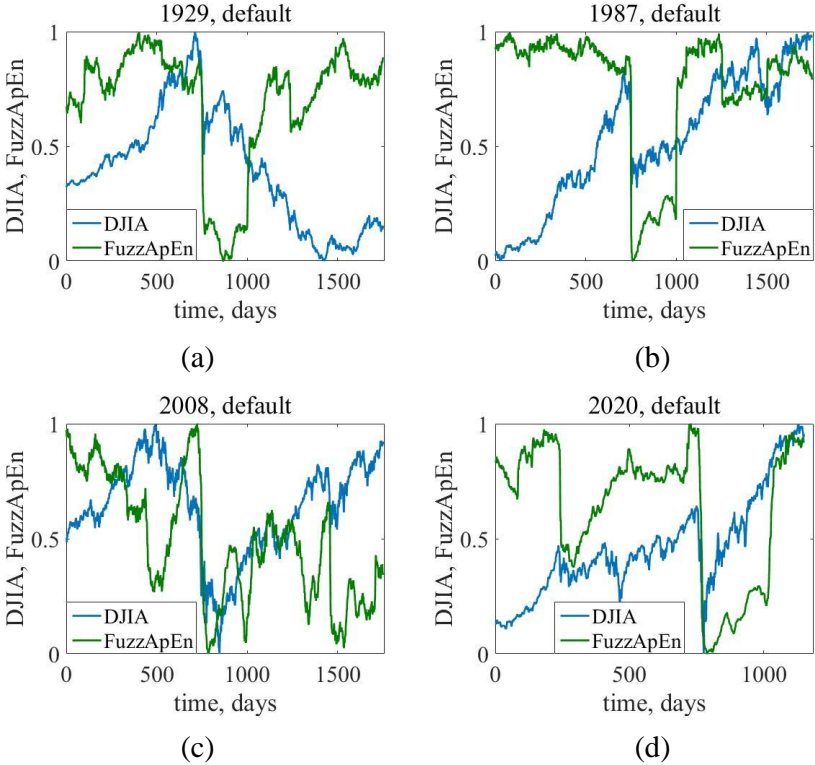 1929, default
DJIA, FuzzApEn
1
0.5
0
DJIA
FuzzApEn
0 500 1000 1500
time, days
(a)
1987, default
DJIA, FuzzApEn
1
0.5
0
DJIA
FuzzApEn
0 500 1000 1500
time, days
(b)
2008, default
DJIA, FuzzApEn
1
0.5
0
DJIA
FuzzApEn
0 500 1000 1500
time, days
(c)
2020, default
DJIA, FuzzApEn
1
0.5
0
DJIA
FuzzApEn
0 500 1000
time, days
(d)